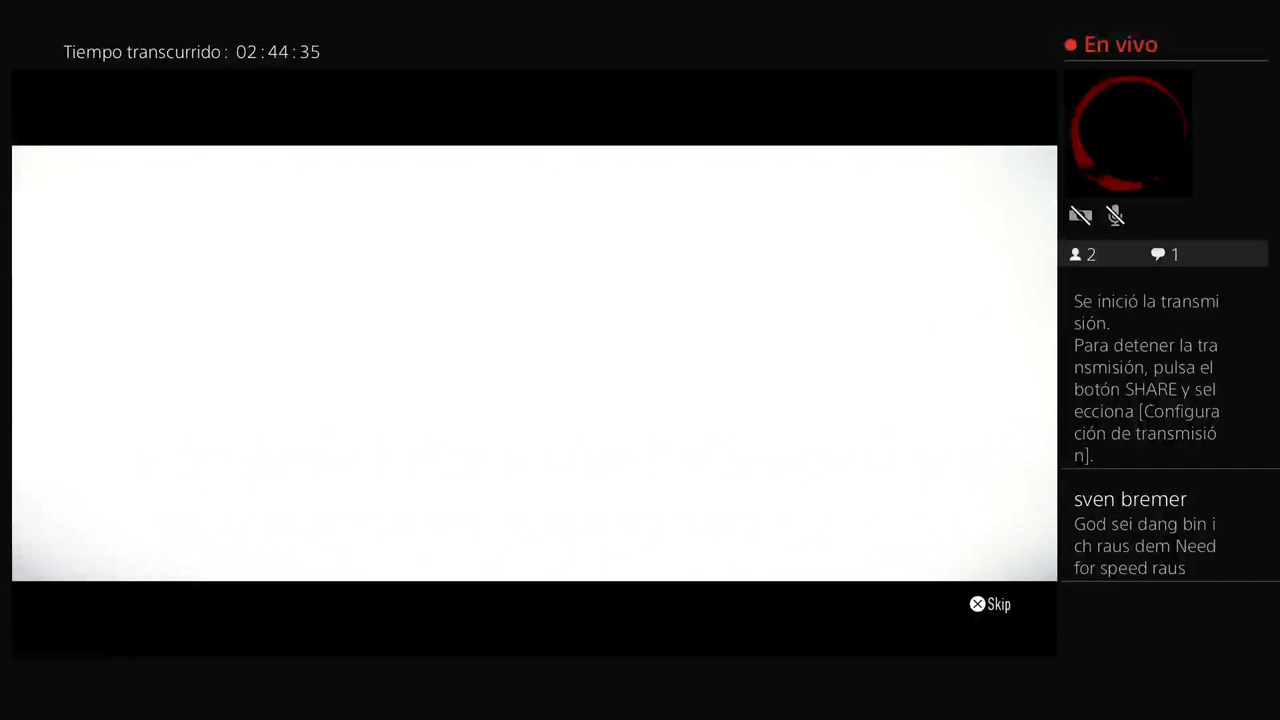 Tiempo transcurrido : 02:44:35
En vivo
2
1
Se inició la transmi
sión.
Para detener la tra
nsmisión, pulsa el
botón SHARE y sel
ecciona [Configura
ción de transmisió
n].
sven bremer
God sei dang bin i
ch raus dem Need
for speed raus
Skip